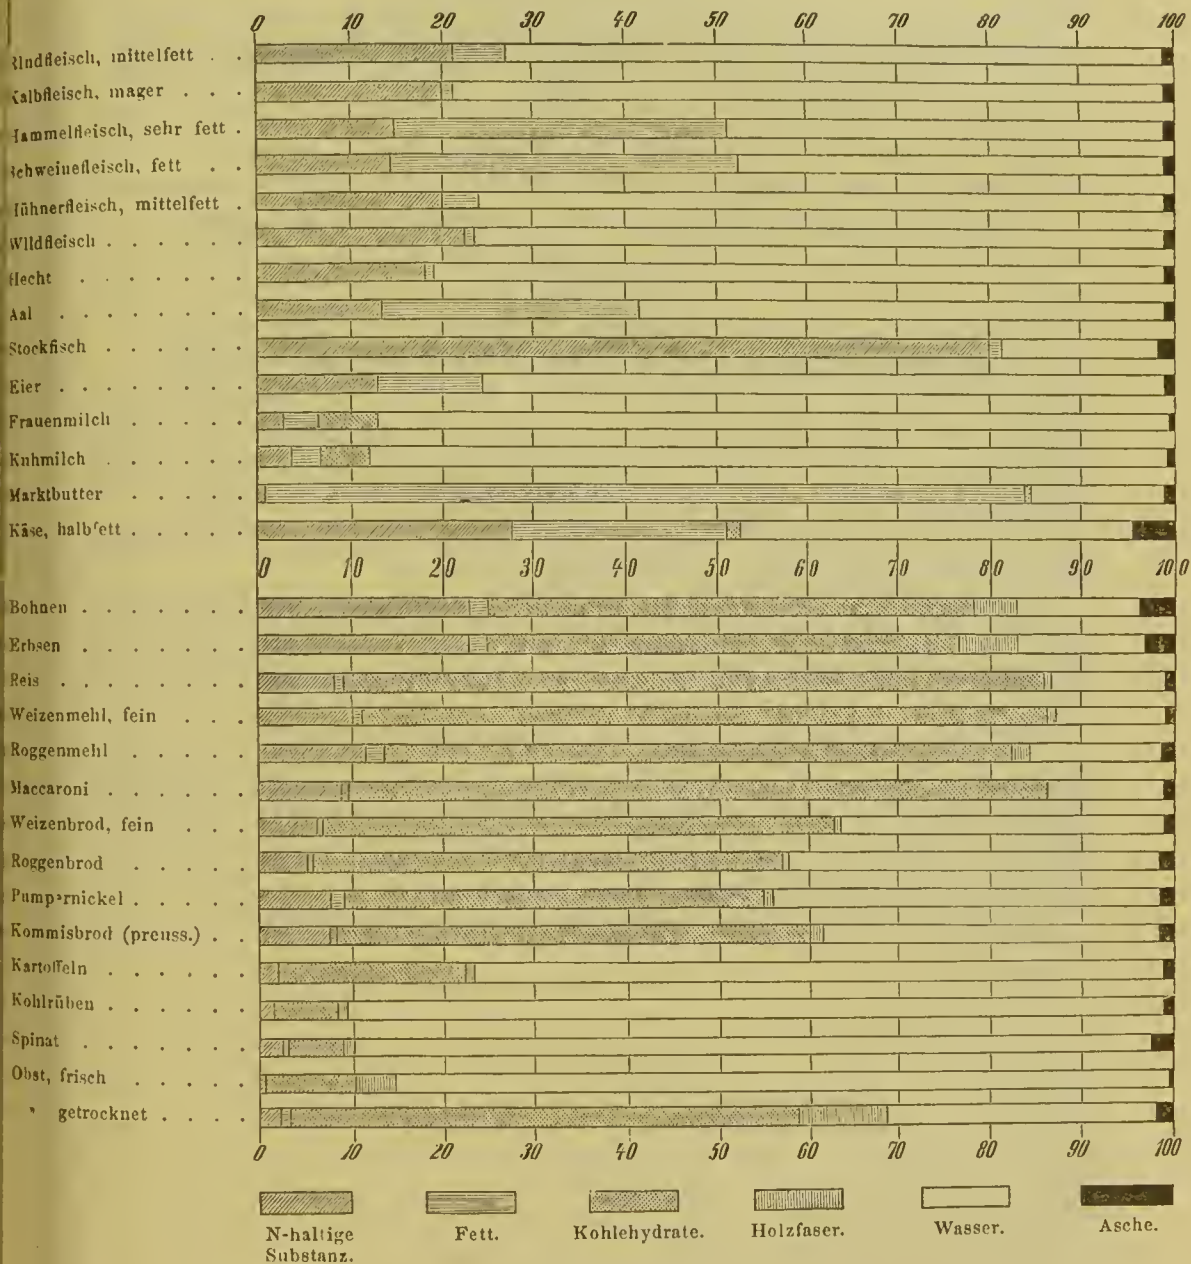 0 10 20 30 40 50 60 70 80 90 100
Rindfleisch, mittelfett . .
Kalbfleisch, mager . . .
Hammelfleisch, sehr fett .
Schweinefleisch, fett . .
Hühnerfleisch, mittelfett .
Wildfleisch . . . . . .
Hecht . . . . . . .
Aal . . . . . . . .
Stockfisch . . . . . .
Eier . . . . . . . .
Frauenmilch . . . . .
Kuhmilch . . . . . .
Marktbutter . . . . .
Käse, halbfett . . . . .
0 10 20 30 40 50 60 70 80 90 100
Bohnen . . . . . . .
Erbsen . . . . . . .
Reis . . . . . . . .
Weizenmehl, fein . . .
Roggenmehl . . . . .
Maccaroni . . . . . .
Weizenbrod, fein . . .
Roggenbrod . . . . .
Pumpernickel . . . . .
Kommisbrod (preuss.) . .
Kartoffeln . . . . . .
Kohlrüben . . . . . .
Spinat . . . . . . .
Obst, frisch . . . . .
" getrocknet . . . .
0 10 20 30 40 50 60 70 80 90 100
N-haltige Substanz.
Fett.
Kohlehydrate.
Holzfaser.
Wasser.
Asche.